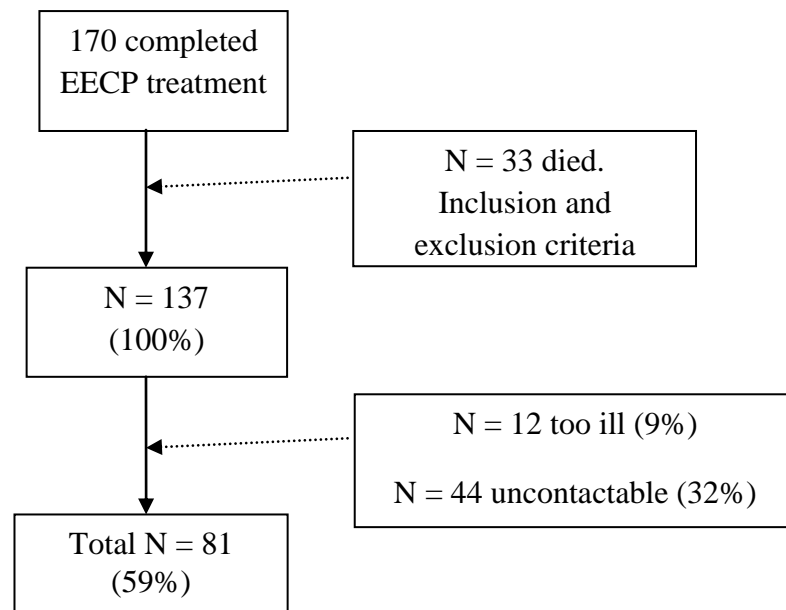 170 completed
EECP treatment
N = 33 died.
Inclusion and
exclusion criteria
N = 137
(100%)
N = 12 too ill (9%)
N = 44 uncontactable (32%)
Total N = 81
(59%)